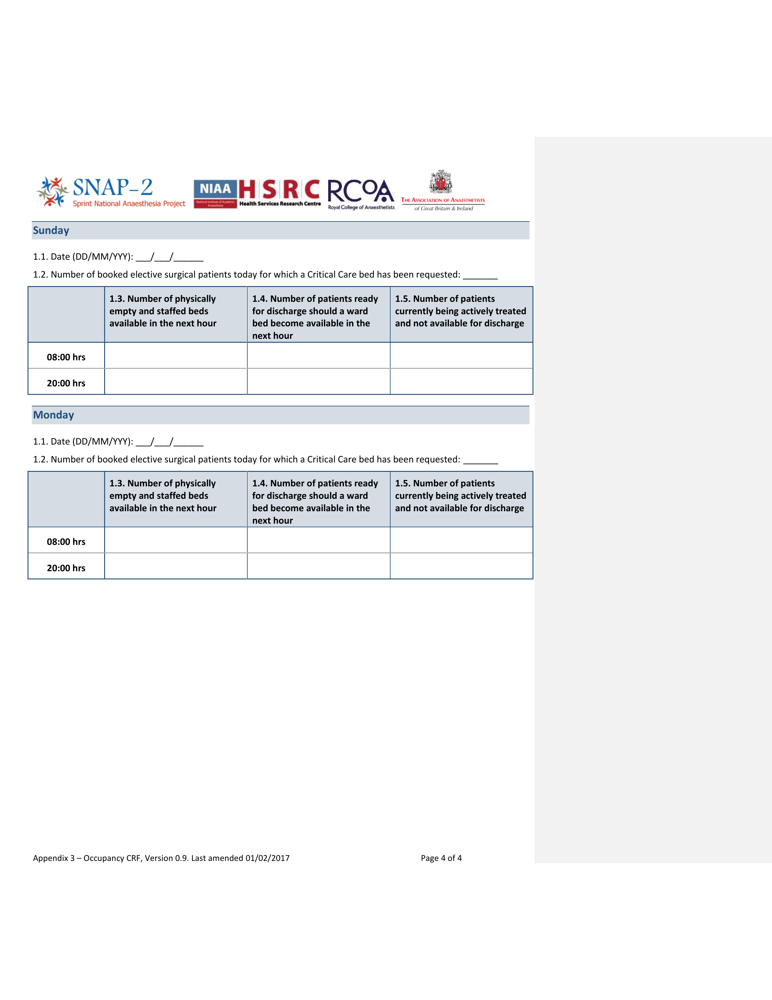 SNAP-2
Sprint National Anaesthesia Project
NIAA
National Institute of Academic
Anaesthesia
HSRC
Health Services Research Centre
RCOA
Royal College of Anaesthetists
THE ASSOCIATION OF ANAESTHETISTS
of Great Britain & Ireland
Sunday
1.1. Date (DD/MM/YYY): ___/___/______
1.2. Number of booked elective surgical patients today for which a Critical Care bed has been requested: _______
1.3. Number of physically
empty and staffed beds
available in the next hour
1.4. Number of patients ready
for discharge should a ward
bed become available in the
next hour
1.5. Number of patients
currently being actively treated
and not available for discharge
08:00 hrs
20:00 hrs
Monday
1.1. Date (DD/MM/YYY): ___/___/______
1.2. Number of booked elective surgical patients today for which a Critical Care bed has been requested: _______
1.3. Number of physically
empty and staffed beds
available in the next hour
1.4. Number of patients ready
for discharge should a ward
bed become available in the
next hour
1.5. Number of patients
currently being actively treated
and not available for discharge
08:00 hrs
20:00 hrs
Appendix 3 – Occupancy CRF, Version 0.9. Last amended 01/02/2017
Page 4 of 4